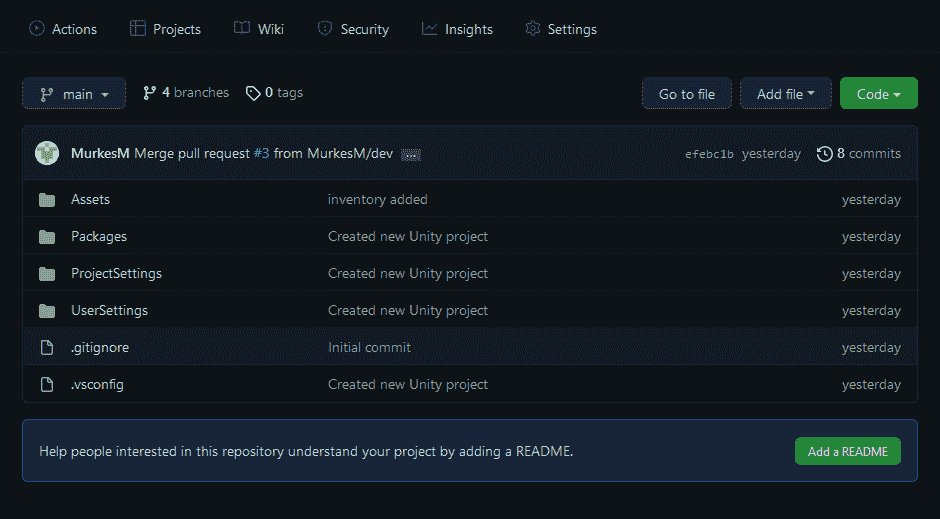 Actions Projects Wiki Security Insights Settings
main 4 branches 0 tags Go to file Add file Code
MurkesM Merge pull request #3 from MurkesM/dev ... efebc1b yesterday 8 commits
Assets inventory added yesterday
Packages Created new Unity project yesterday
ProjectSettings Created new Unity project yesterday
UserSettings Created new Unity project yesterday
.gitignore Initial commit yesterday
.vsconfig Created new Unity project yesterday
Help people interested in this repository understand your project by adding a README. Add a README